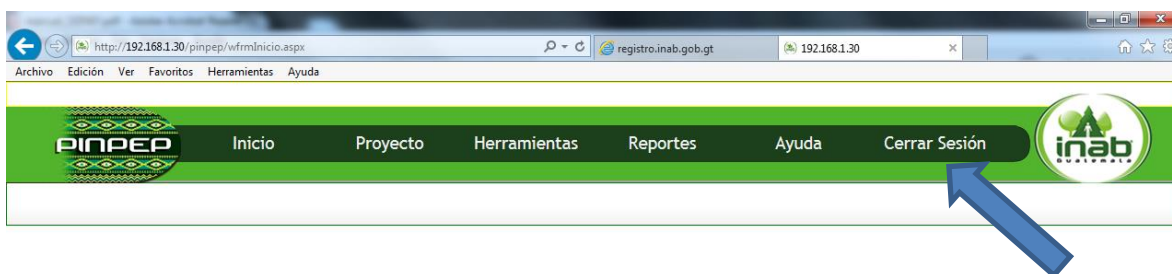 http://192.168.1.30/pinpep/wfrmInicio.aspx
registro.inab.gob.gt
192.168.1.30
Archivo Edición Ver Favoritos Herramientas Ayuda
PINPEP
Inicio Proyecto Herramientas Reportes Ayuda Cerrar Sesión
inab
Guatemala